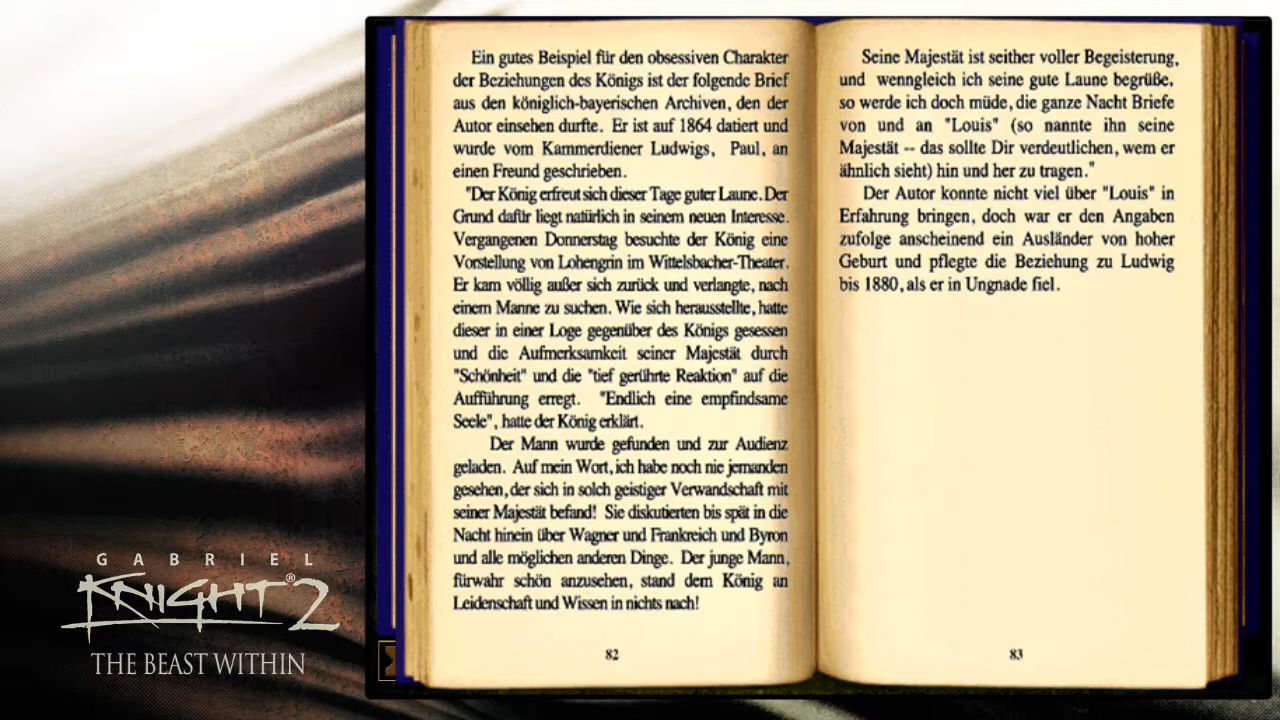 Ein gutes Beispiel für den obsessiven Charakter
der Beziehungen des Königs ist der folgende Brief
aus den königlich-bayerischen Archiven, den der
Autor einsehen durfte. Er ist auf 1864 datiert und
wurde vom Kammerdiener Ludwigs, Paul, an
einen Freund geschrieben.
"Der König erfreut sich dieser Tage guter Laune. Der
Grund dafür liegt natürlich in seinem neuen Interesse.
Vergangenen Donnerstag besuchte der König eine
Vorstellung von Lohengrin im Wittelsbacher-Theater.
Er kam völlig außer sich zurück und verlangte, nach
einem Manne zu suchen. Wie sich herausstellte, hatte
dieser in einer Loge gegenüber des Königs gesessen
und die Aufmerksamkeit seiner Majestät durch
"Schönheit" und die "tief gerührte Reaktion" auf die
Aufführung erregt. "Endlich eine empfindsame
Seele", hatte der König erklärt.
Der Mann wurde gefunden und zur Audienz
geladen. Auf mein Wort, ich habe noch nie jemanden
gesehen, der sich in solch geistiger Verwandschaft mit
seiner Majestät befand! Sie diskutierten bis spät in die
Nacht hinein über Wagner und Frankreich und Byron
und alle möglichen anderen Dinge. Der junge Mann,
fürwahr schön anzusehen, stand dem König an
Leidenschaft und Wissen in nichts nach!
82
Seine Majestät ist seither voller Begeisterung,
und wenngleich ich seine gute Laune begrüße,
so werde ich doch müde, die ganze Nacht Briefe
von und an "Louis" (so nannte ihn seine
Majestät -- das sollte Dir verdeutlichen, wem er
ähnlich sieht) hin und her zu tragen."
Der Autor konnte nicht viel über "Louis" in
Erfahrung bringen, doch war er den Angaben
zufolge anscheinend ein Ausländer von hoher
Geburt und pflegte die Beziehung zu Ludwig
bis 1880, als er in Ungnade fiel.
83
GABRIEL
KNIGHT® 2
THE BEAST WITHIN